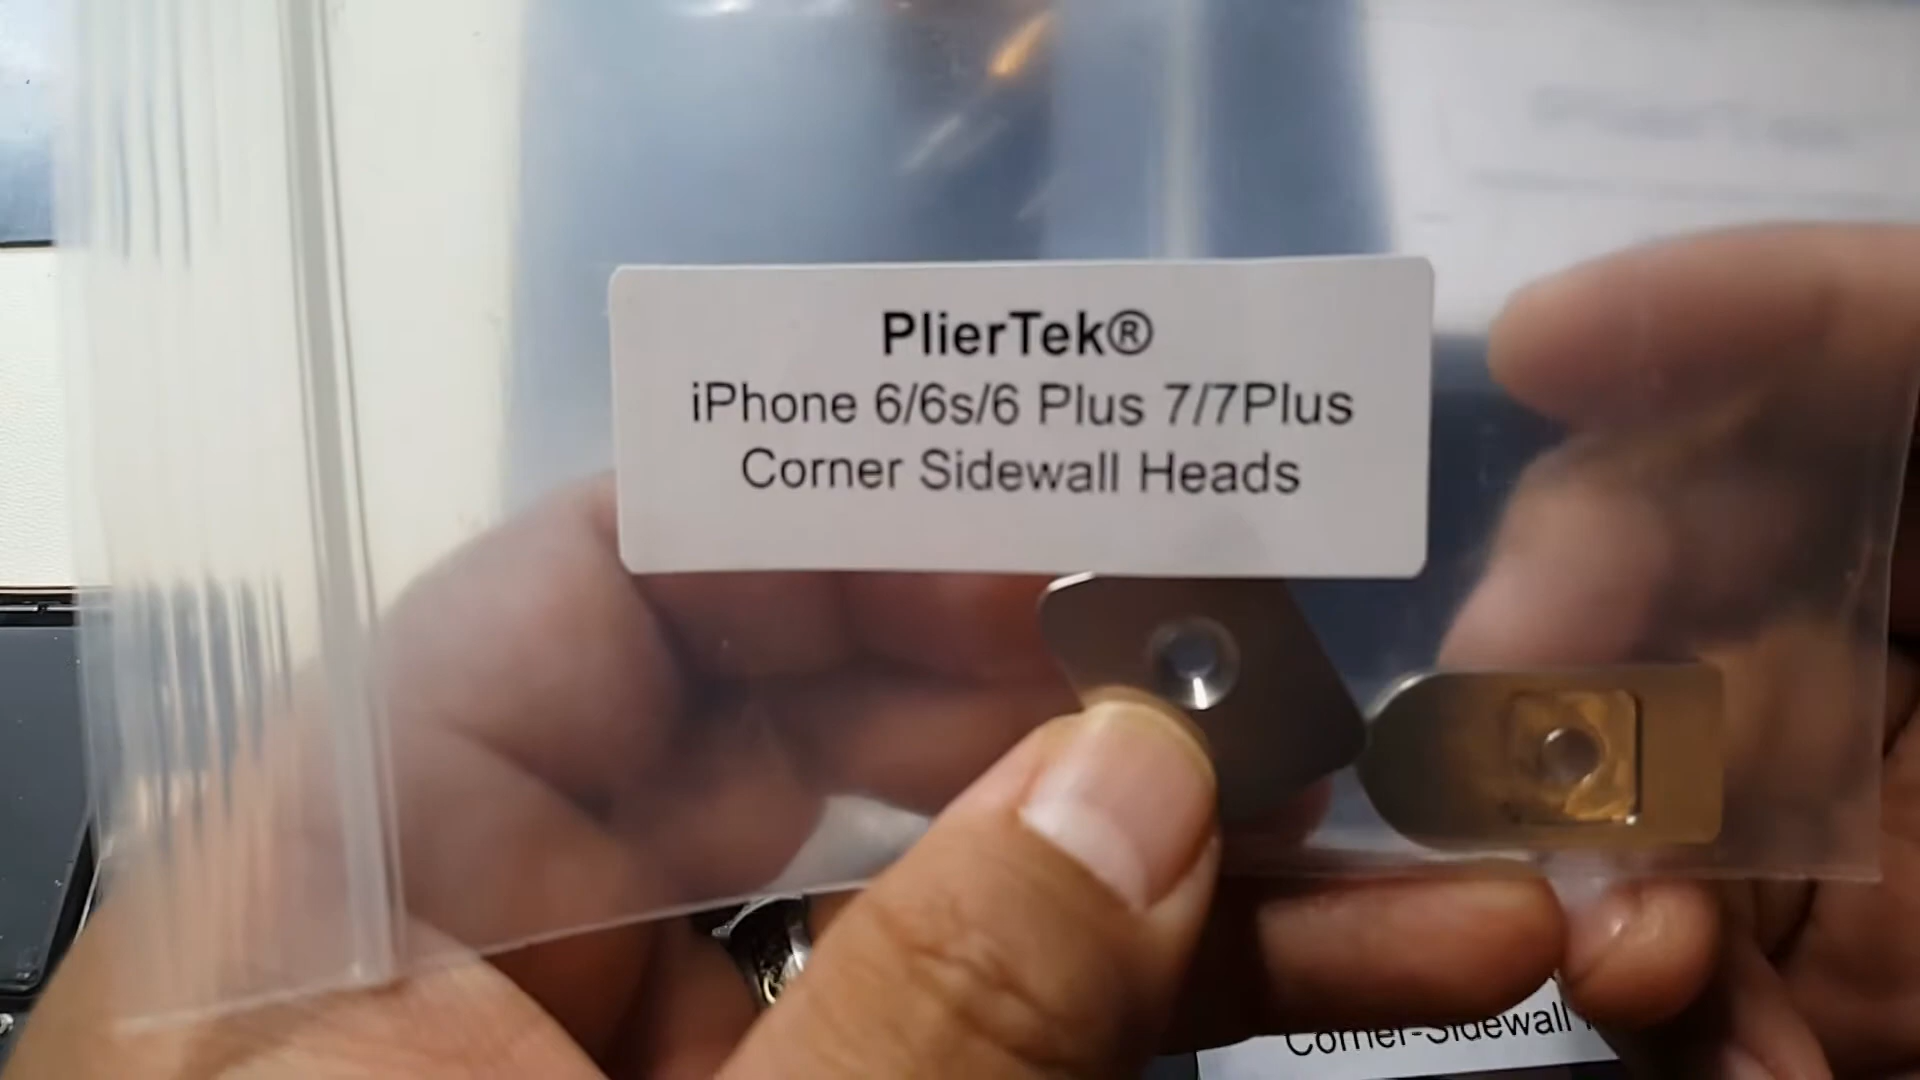 PlierTek®
iPhone 6/6s/6 Plus 7/7Plus
Corner Sidewall Heads
Corner-Sidewall